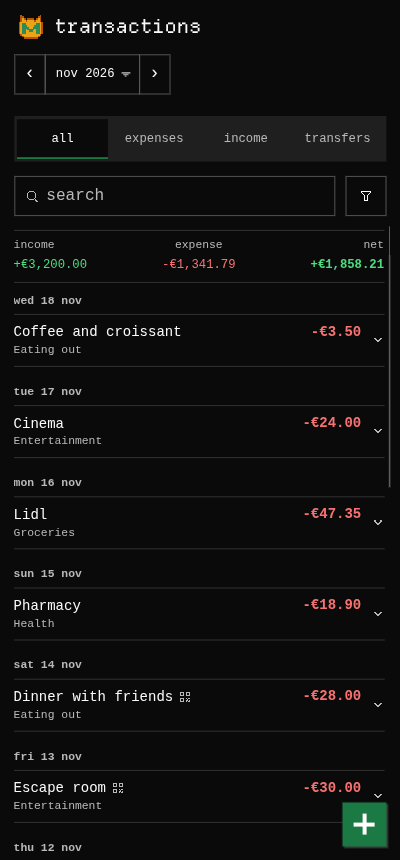 transactions
nov 2026
all expenses income transfers
search
income expense net
+€3,200.00 -€1,341.79 +€1,858.21
wed 18 nov
Coffee and croissant -€3.50
Eating out
tue 17 nov
Cinema -€24.00
Entertainment
mon 16 nov
Lidl -€47.35
Groceries
sun 15 nov
Pharmacy -€18.90
Health
sat 14 nov
Dinner with friends -€28.00
Eating out
fri 13 nov
Escape room -€30.00
Entertainment
thu 12 nov